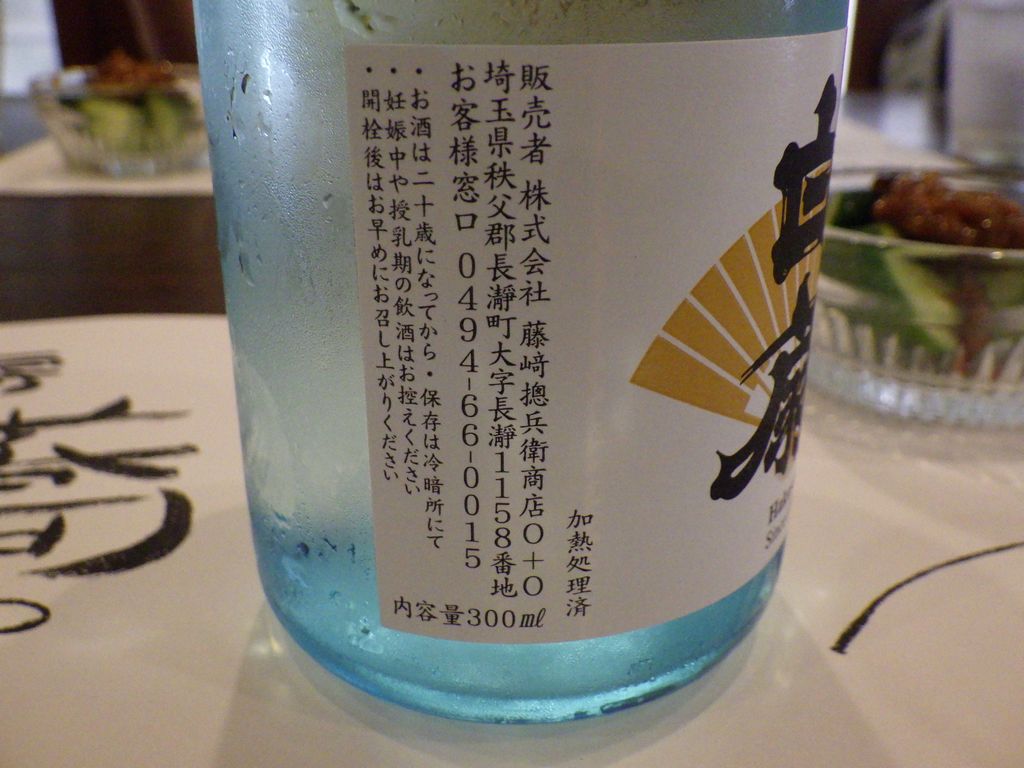 加熱処理済
販売者 株式会社 藤﨑摠兵衛商店O+O
埼玉県秩父郡長瀞町大字長瀞1158番地
お客様窓口 0494-66-0015
・お酒は二十歳になってから・保存は冷暗所にて
・妊娠中や授乳期の飲酒はお控えください
・開栓後はお早めにお召し上がりください
内容量300㎖